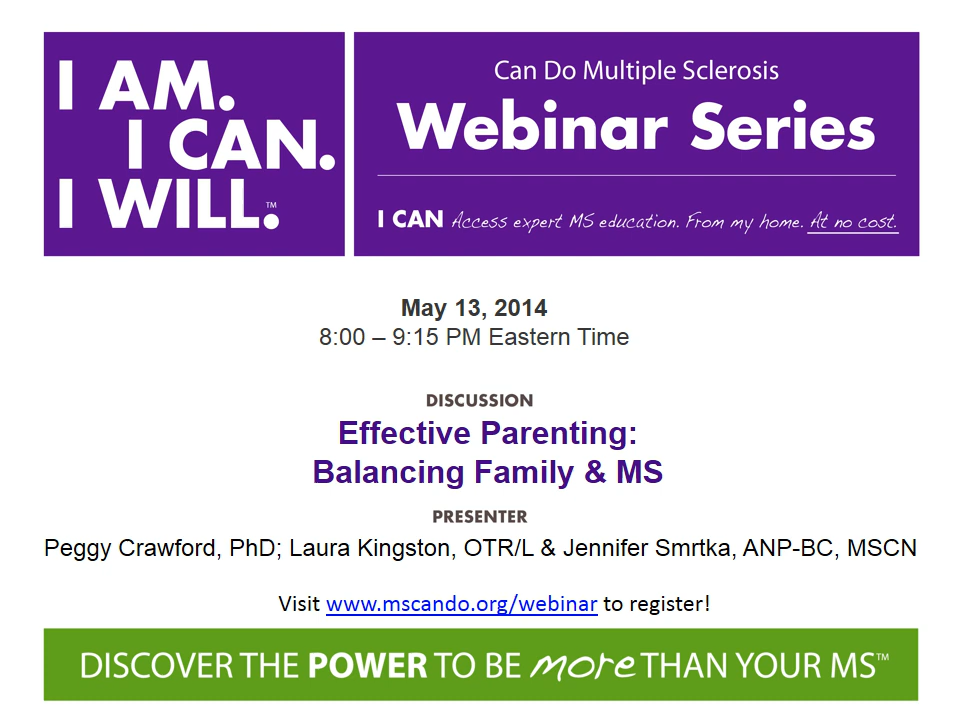 I AM.
I CAN.
I WILL.™
Can Do Multiple Sclerosis
Webinar Series
I CAN Access expert MS education. From my home. At no cost.
May 13, 2014
8:00 – 9:15 PM Eastern Time
DISCUSSION
Effective Parenting:
Balancing Family & MS
PRESENTER
Peggy Crawford, PhD; Laura Kingston, OTR/L & Jennifer Smrtka, ANP-BC, MSCN
Visit www.mscando.org/webinar to register!
DISCOVER THE POWER TO BE more THAN YOUR MS™